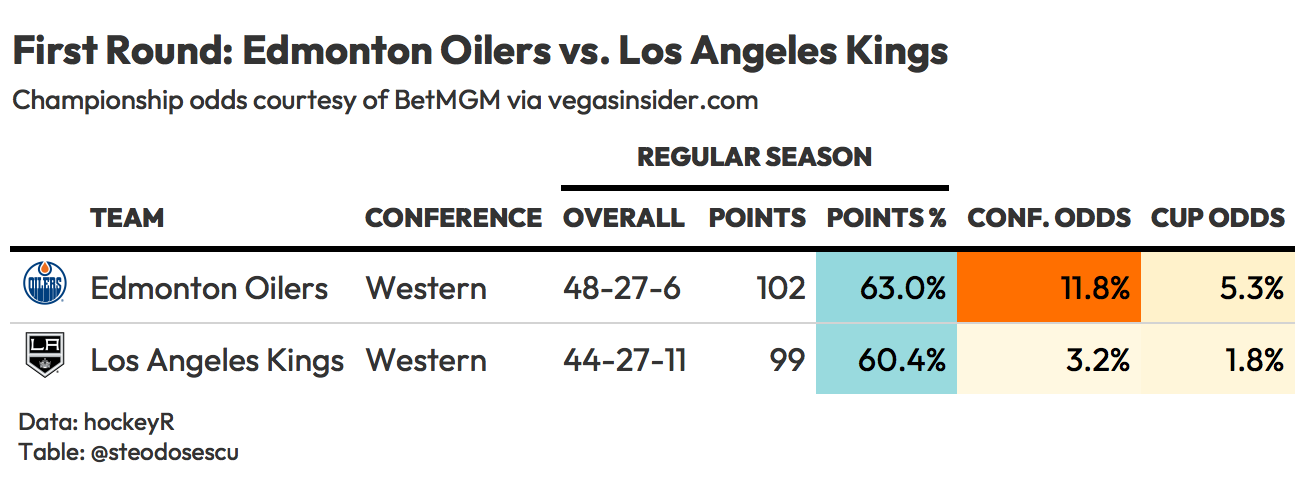 First Round: Edmonton Oilers vs. Los Angeles Kings
Championship odds courtesy of BetMGM via vegasinsider.com
REGULAR SEASON
TEAM CONFERENCE OVERALL POINTS POINTS % CONF. ODDS CUP ODDS
OILERS Edmonton Oilers Western 48-27-6 102 63.0% 11.8% 5.3%
LA Los Angeles Kings Western 44-27-11 99 60.4% 3.2% 1.8%
Data: hockeyR
Table: @steodosescu